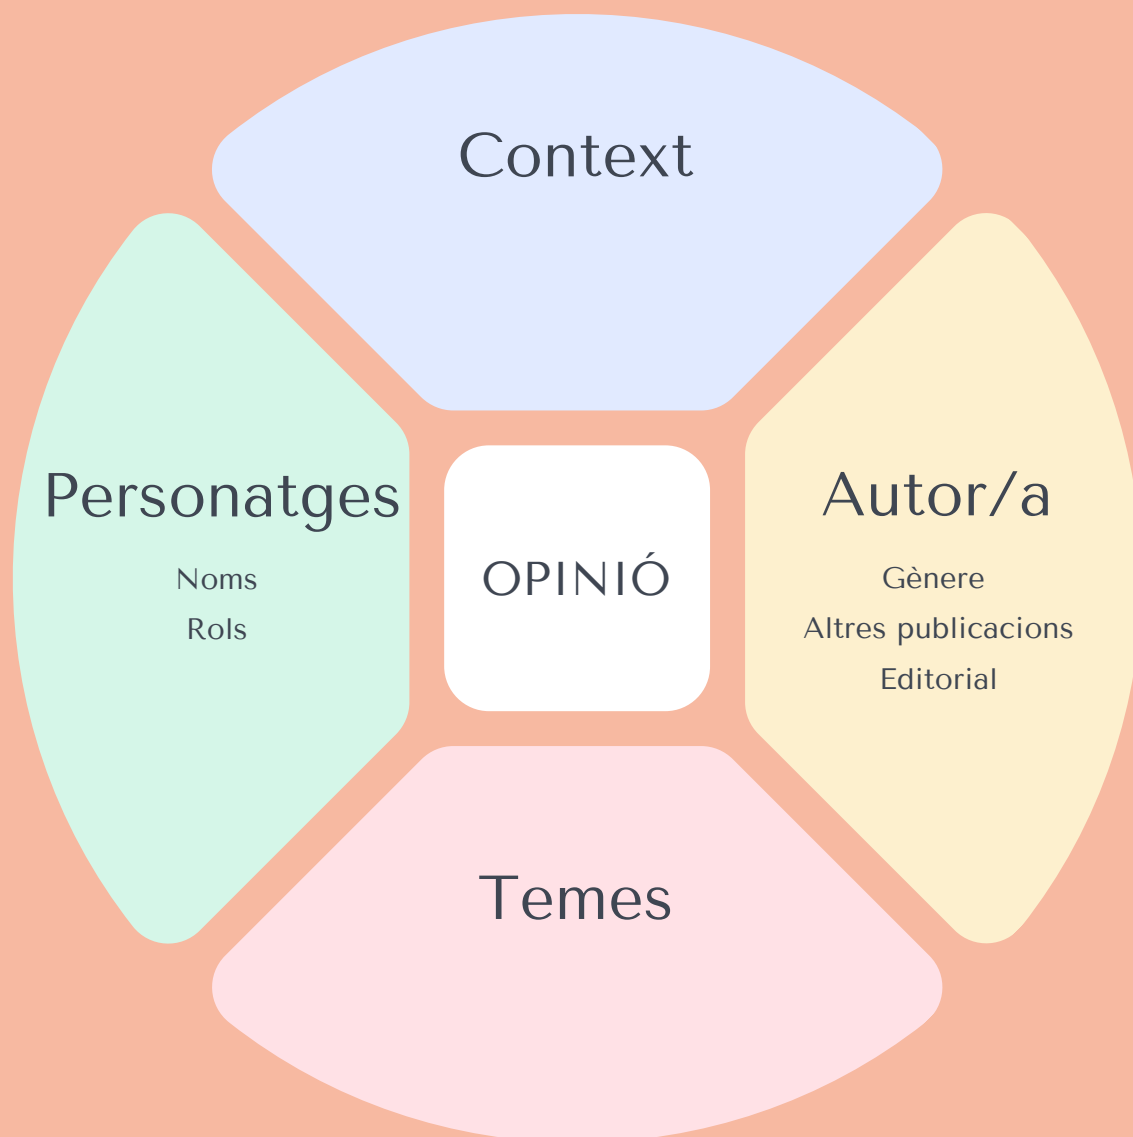 Context
Personatges
Noms
Rols
OPINIÓ
Autor/a
Gènere
Altres publicacions
Editorial
Temes